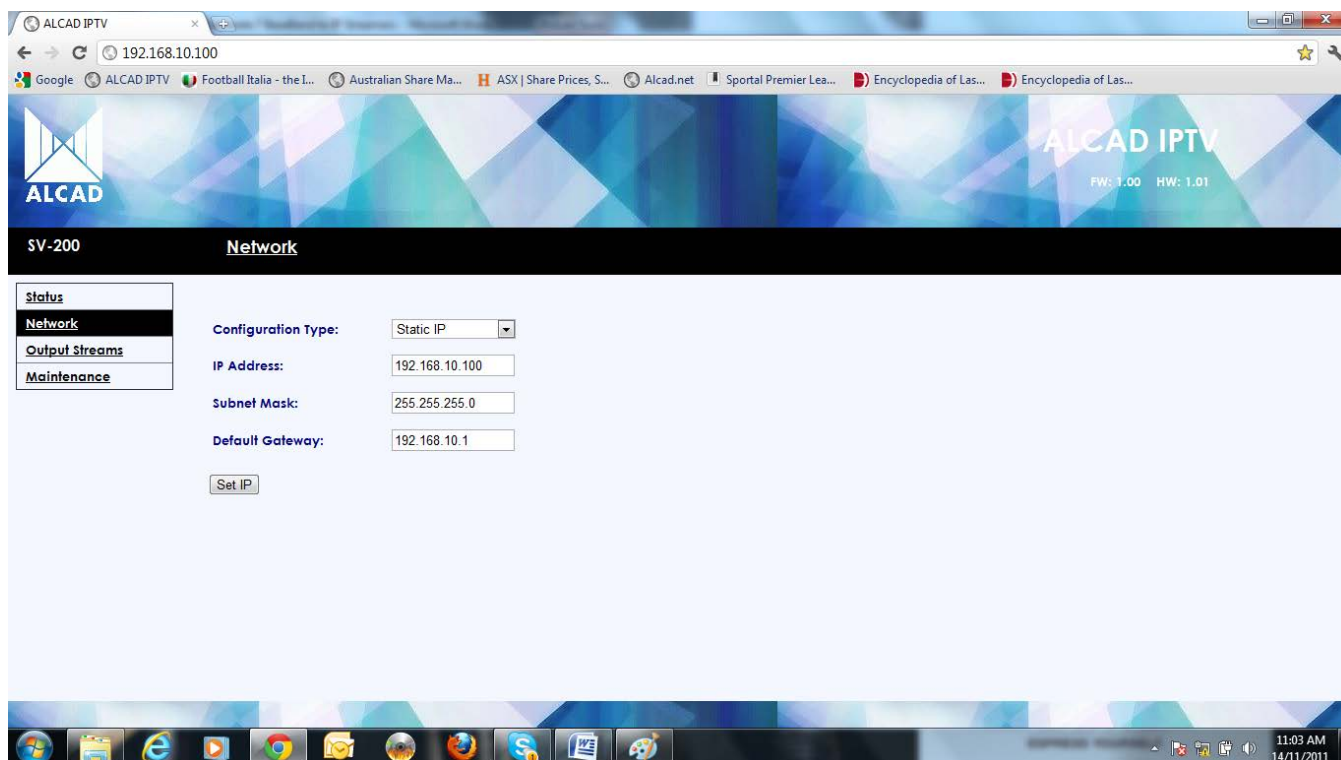 ALCAD IPTV
192.168.10.100
Google ALCAD IPTV Football Italia - the I... Australian Share Ma... ASX | Share Prices, S... Alcad.net Sportal Premier Lea... Encyclopedia of Las... Encyclopedia of Las...
ALCAD
ALCAD IPTV
FW: 1.00 HW: 1.01
SV-200
Network
Status
Network
Output Streams
Maintenance
Configuration Type: Static IP
IP Address: 192.168.10.100
Subnet Mask: 255.255.255.0
Default Gateway: 192.168.10.1
Set IP
11:03 AM
14/11/2011